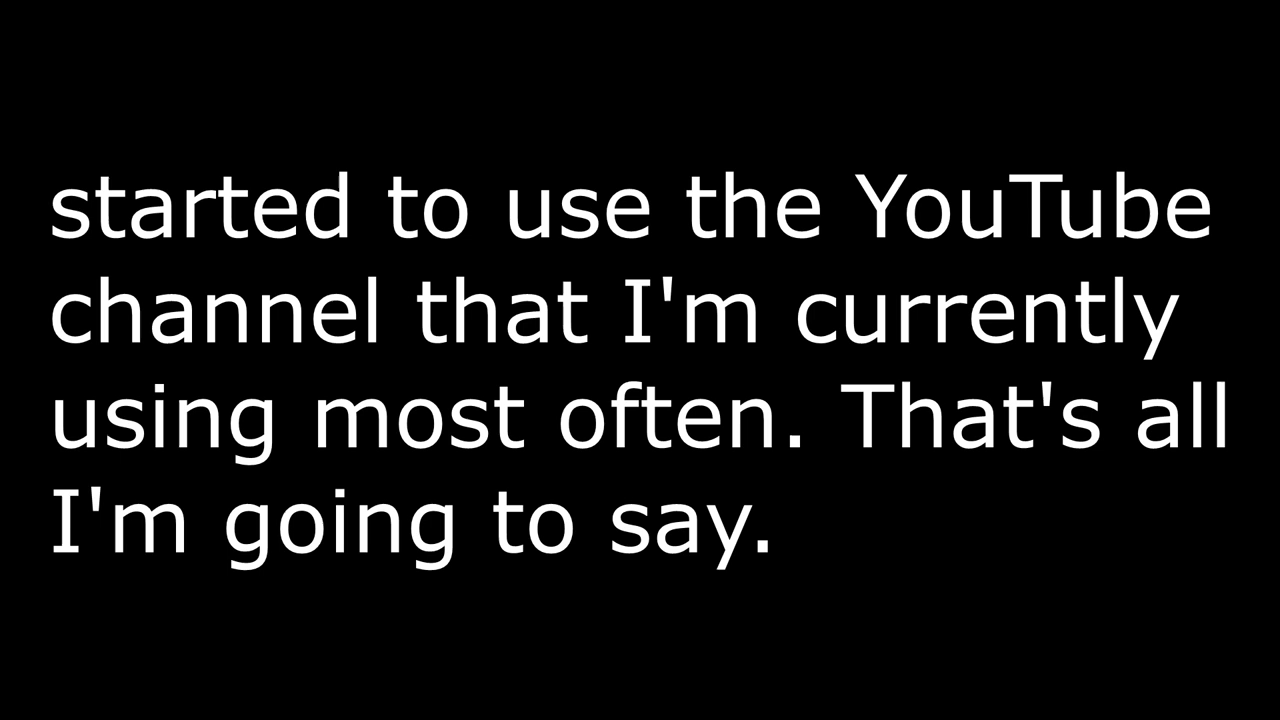 started to use the YouTube
channel that I'm currently
using most often. That's all
I'm going to say.